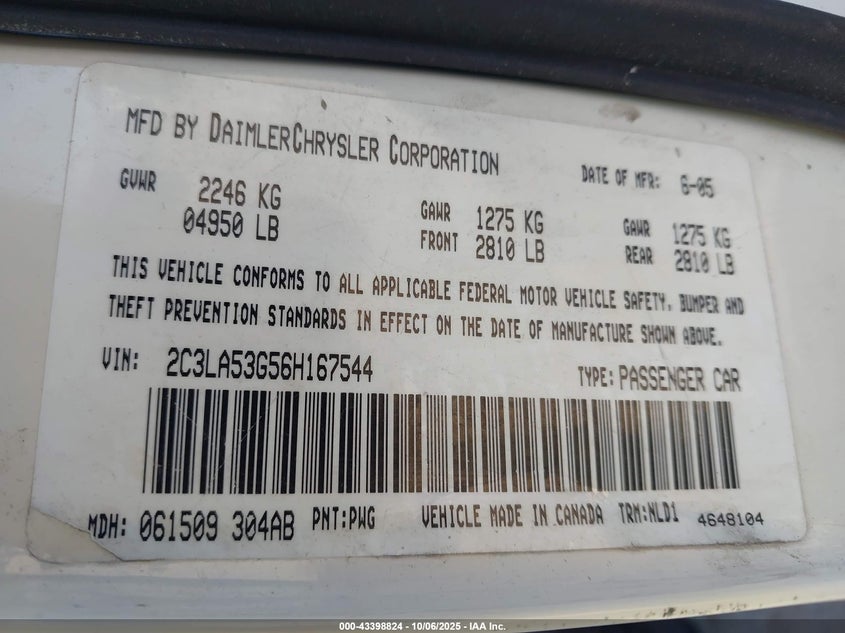 MFD BY DAIMLERCHRYSLER CORPORATION
DATE OF MFR: 6-05
GVWR 2246 KG
04950 LB
GAWR 1275 KG
FRONT 2810 LB
GAWR 1275 KG
REAR 2810 LB
THIS VEHICLE CONFORMS TO ALL APPLICABLE FEDERAL MOTOR VEHICLE SAFETY, BUMPER AND
THEFT PREVENTION STANDARDS IN EFFECT ON THE DATE OF MANUFACTURE SHOWN ABOVE.
VIN: 2C3LA53G56H167544 TYPE: PASSENGER CAR
MDH: 061509 304AB PNT:PWG VEHICLE MADE IN CANADA TRM:NLD1 4648104
000-43398824 - 10/06/2025 - IAA Inc.